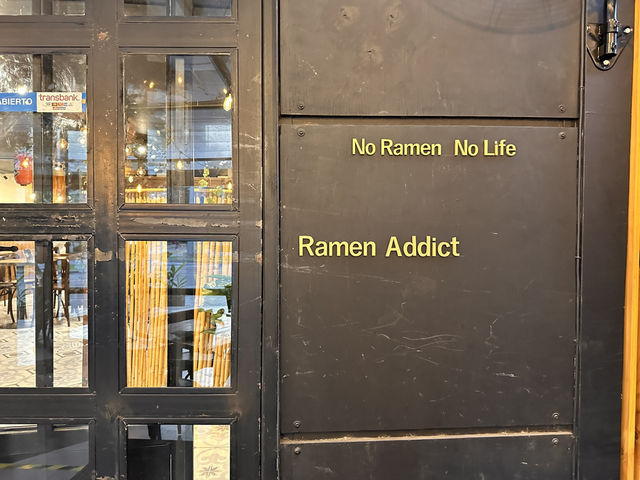 ABIERTO
transbank.
No Ramen No Life
Ramen Addict